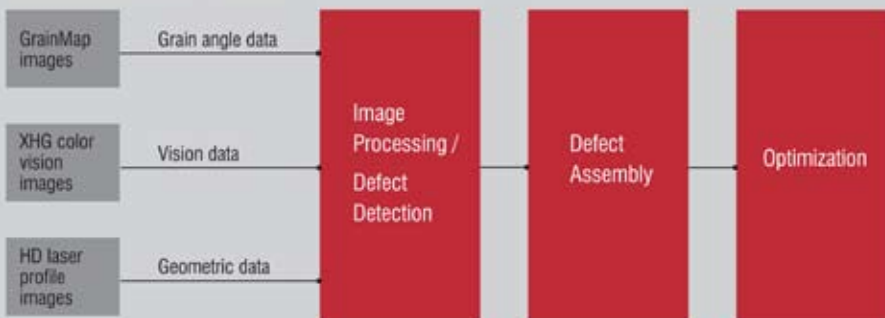 GrainMap
images
Grain angle data
XHG color
vision
images
Vision data
HD laser
profile
images
Geometric data
Image
Processing /
Defect
Detection
Defect
Assembly
Optimization